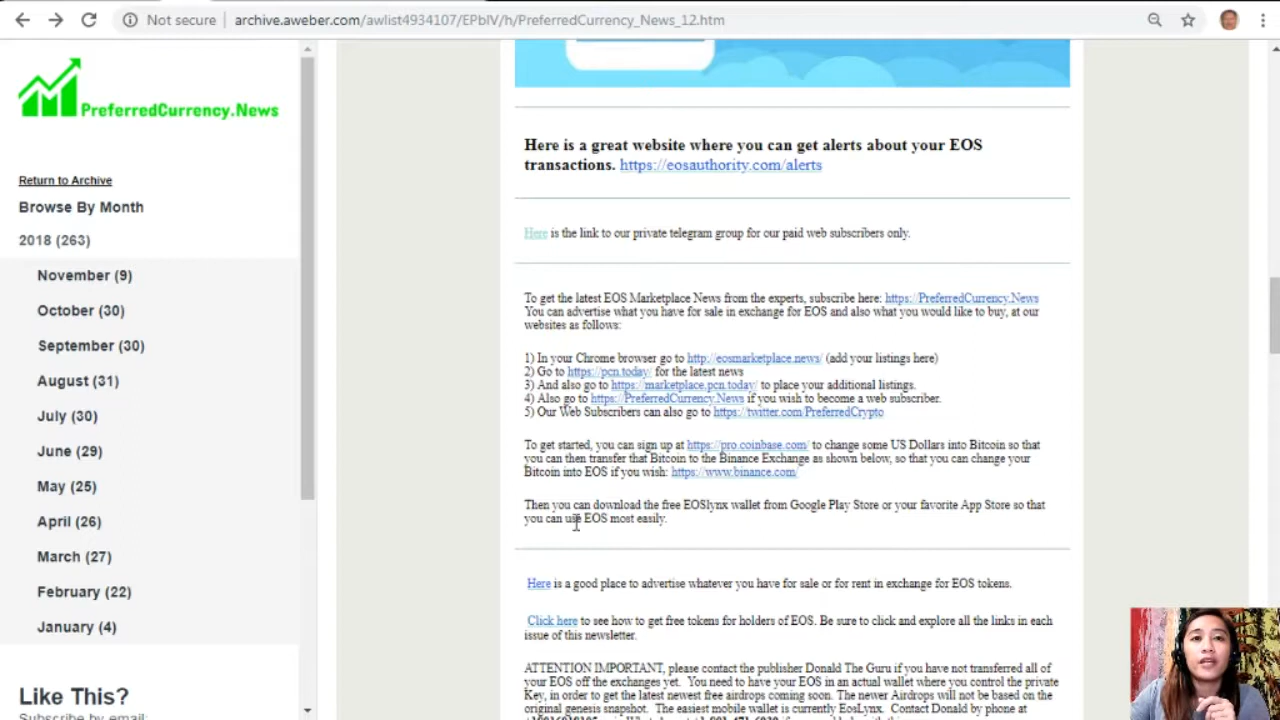 Not secure archive.aweber.com/awlist4934107/EPbIV/h/PreferredCurrency_News_12.htm
PreferredCurrency.News
Return to Archive
Browse By Month
2018 (263)
November (9)
October (30)
September (30)
August (31)
July (30)
June (29)
May (25)
April (26)
March (27)
February (22)
January (4)
Like This?
Subscribe by email:
Here is a great website where you can get alerts about your EOS
transactions. https://eosauthority.com/alerts
Here is the link to our private telegram group for our paid web subscribers only.
To get the latest EOS Marketplace News from the experts, subscribe here: https://PreferredCurrency.News
You can advertise what you have for sale in exchange for EOS and also what you would like to buy, at our
websites as follows:
1) In your Chrome browser go to http://eosmarketplace.news/ (add your listings here)
2) Go to https://pcn.today/ for the latest news
3) And also go to https://marketplace.pcn.today/ to place your additional listings.
4) Also go to https://PreferredCurrency.News if you wish to become a web subscriber.
5) Our Web Subscribers can also go to https://twitter.com/PreferredCrypto
To get started, you can sign up at https://pro.coinbase.com/ to change some US Dollars into Bitcoin so that
you can then transfer that Bitcoin to the Binance Exchange as shown below, so that you can change your
Bitcoin into EOS if you wish: https://www.binance.com/
Then you can download the free EOSlynx wallet from Google Play Store or your favorite App Store so that
you can use EOS most easily.
Here is a good place to advertise whatever you have for sale or for rent in exchange for EOS tokens.
Click here to see how to get free tokens for holders of EOS. Be sure to click and explore all the links in each
issue of this newsletter.
ATTENTION IMPORTANT, please contact the publisher Donald The Guru if you have not transferred all of
your EOS off the exchanges yet. You need to have your EOS in an actual wallet where you control the private
Key, in order to get the latest newest free airdrops coming soon. The newer Airdrops will not be based on the
original genesis snapshot. The easiest mobile wallet is currently EosLynx. Contact Donald by phone at